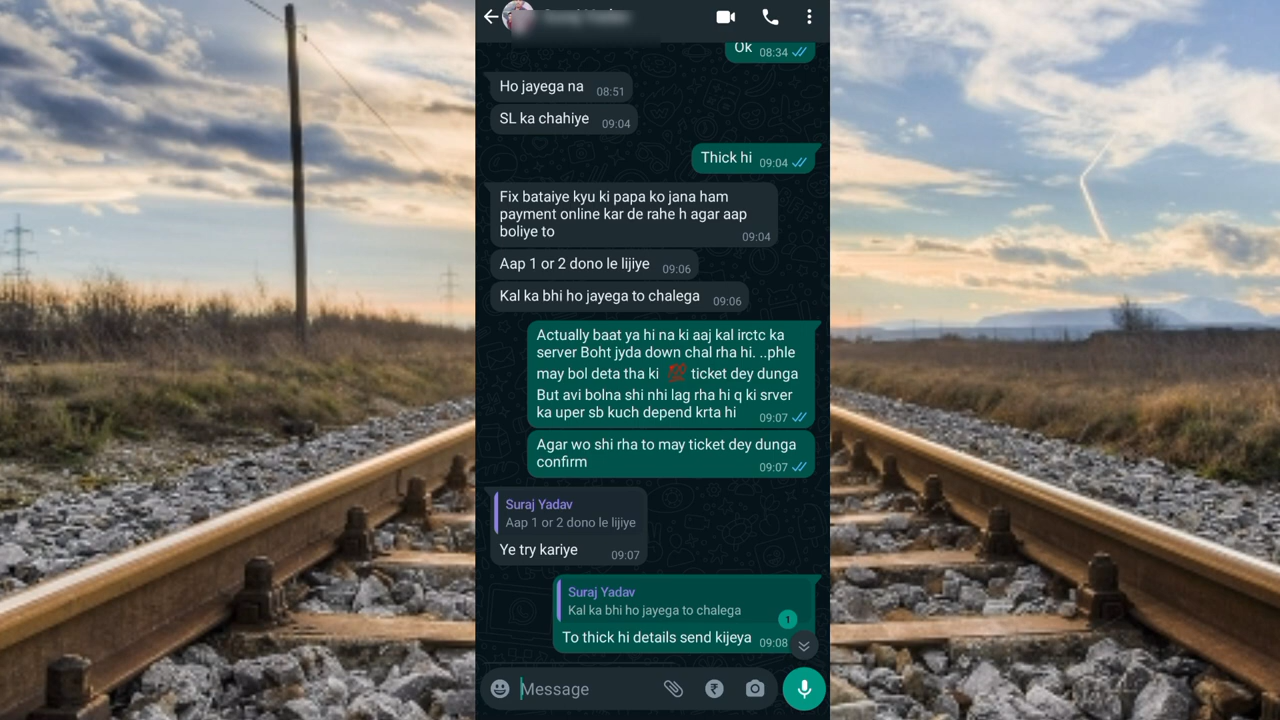 Ok 08:34
Ho jayega na 08:51
SL ka chahiye 09:04
Thick hi 09:04
Fix bataiye kyu ki papa ko jana ham
payment online kar de rahe h agar aap
boliye to
09:04
Aap 1 or 2 dono le lijiye 09:06
Kal ka bhi ho jayega to chalega 09:06
Actually baat ya hi na ki aaj kal irctc ka
server Boht jyda down chal rha hi. ..phle
may bol deta tha ki 💯 ticket dey dunga
But avi bolna shi nhi lag rha hi q ki srver
ka uper sb kuch depend krta hi 09:07
Agar wo shi rha to may ticket dey dunga
confirm 09:07
Suraj Yadav
Aap 1 or 2 dono le lijiye
Ye try kariye 09:07
Suraj Yadav
Kal ka bhi ho jayega to chalega
1
To thick hi details send kijeya 09:08
Message